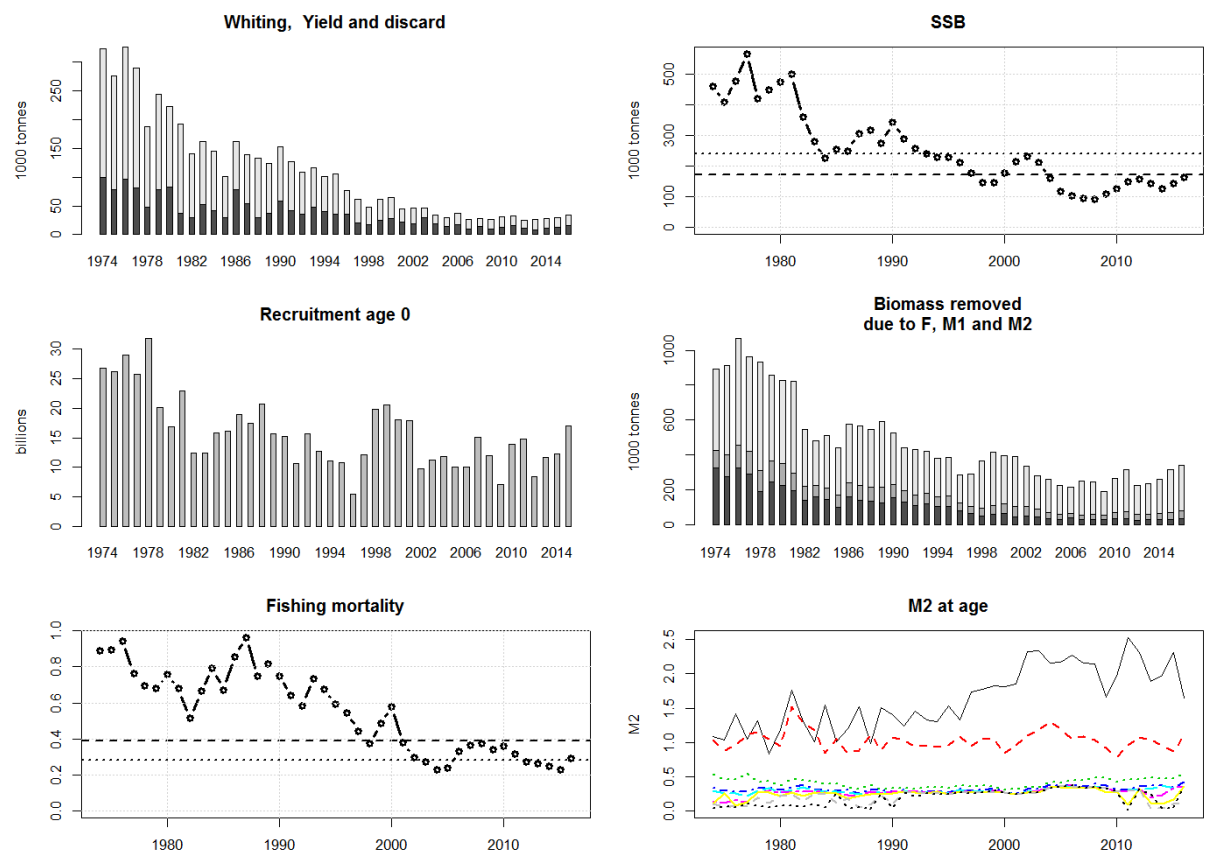 Whiting,  Yield and discard
1000 tonnes
0
50
150
250
1974 1978 1982 1986 1990 1994 1998 2002 2006 2010 2014
SSB
1000 tonnes
0
100
300
500
1980 1990 2000 2010
Recruitment age 0
billions
0
5
10
15
20
25
30
1974 1978 1982 1986 1990 1994 1998 2002 2006 2010 2014
Biomass removed
due to F, M1 and M2
1000 tonnes
0
200
600
1000
1974 1978 1982 1986 1990 1994 1998 2002 2006 2010 2014
Fishing mortality
0.0
0.2
0.4
0.6
0.8
1.0
1980 1990 2000 2010
M2 at age
M2
0.0
0.5
1.0
1.5
2.0
2.5
1980 1990 2000 2010